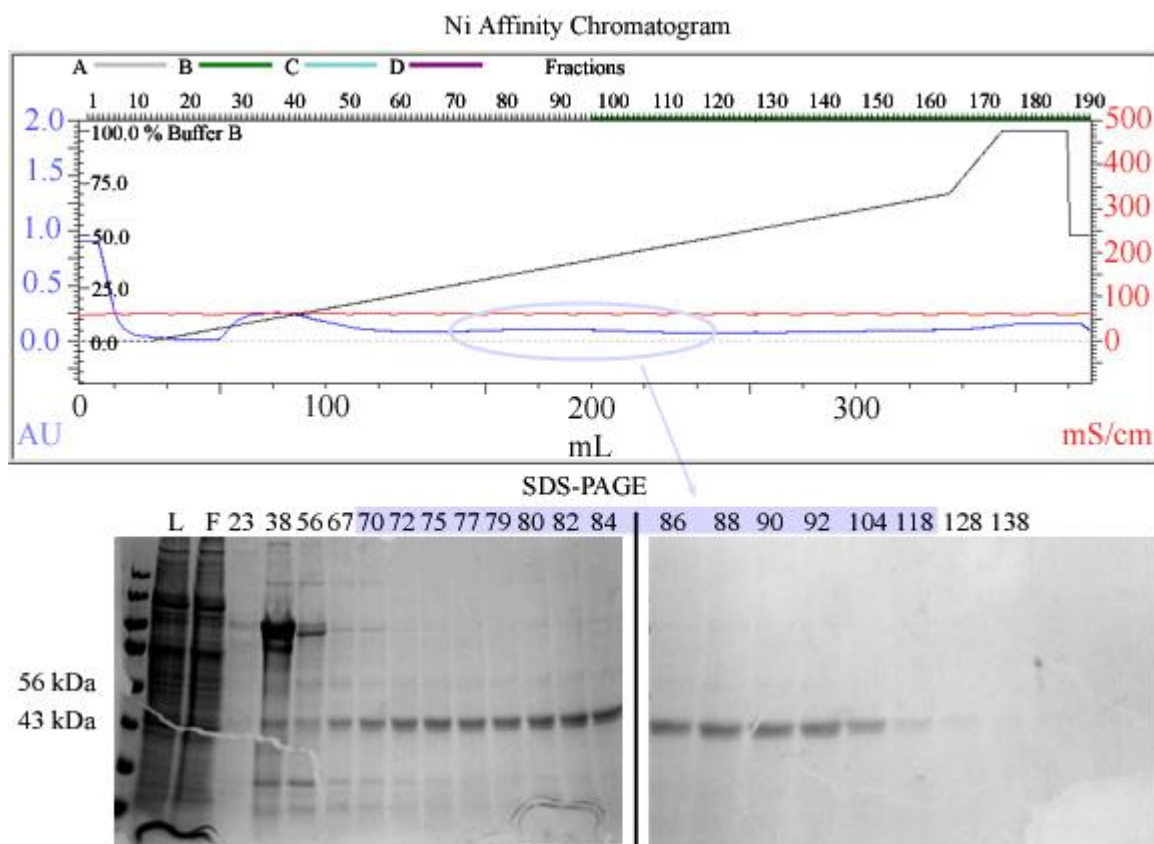 Ni Affinity Chromatogram
A B C D Fractions
1 10 20 30 40 50 60 70 80 90 100 110 120 130 140 150 160 170 180 190
2.0 100.0 % Buffer B 500
1.5 75.0 400
300
1.0 50.0 200
0.5 25.0 100
0.0 0.0 0
0 100 200 300
AU mL mS/cm
SDS-PAGE
L F 23 38 56 67 70 72 75 77 79 80 82 84 86 88 90 92 104 118 128 138
56 kDa
43 kDa